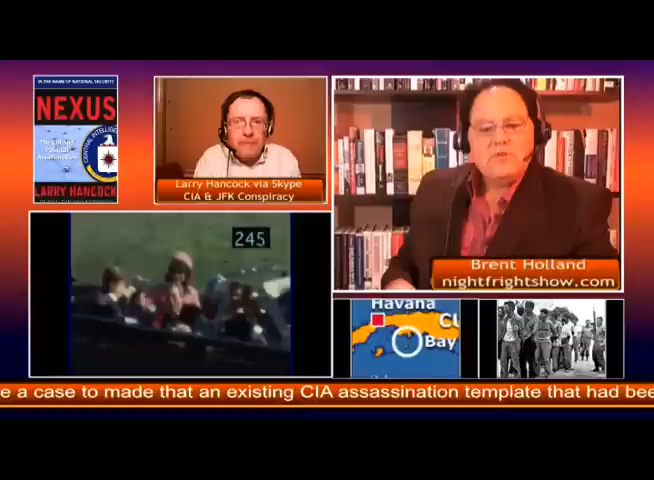 IN THE NAME OF NATIONAL SECURITY
NEXUS
The CIA and
Political
Assassination
CENTRAL INTELLIGENCE
LARRY HANCOCK
Larry Hancock via Skype
CIA & JFK Conspiracy
Brent Holland
nightfrightshow.com
245
Havana
Bay
e a case to made that an existing CIA assassination template that had bee